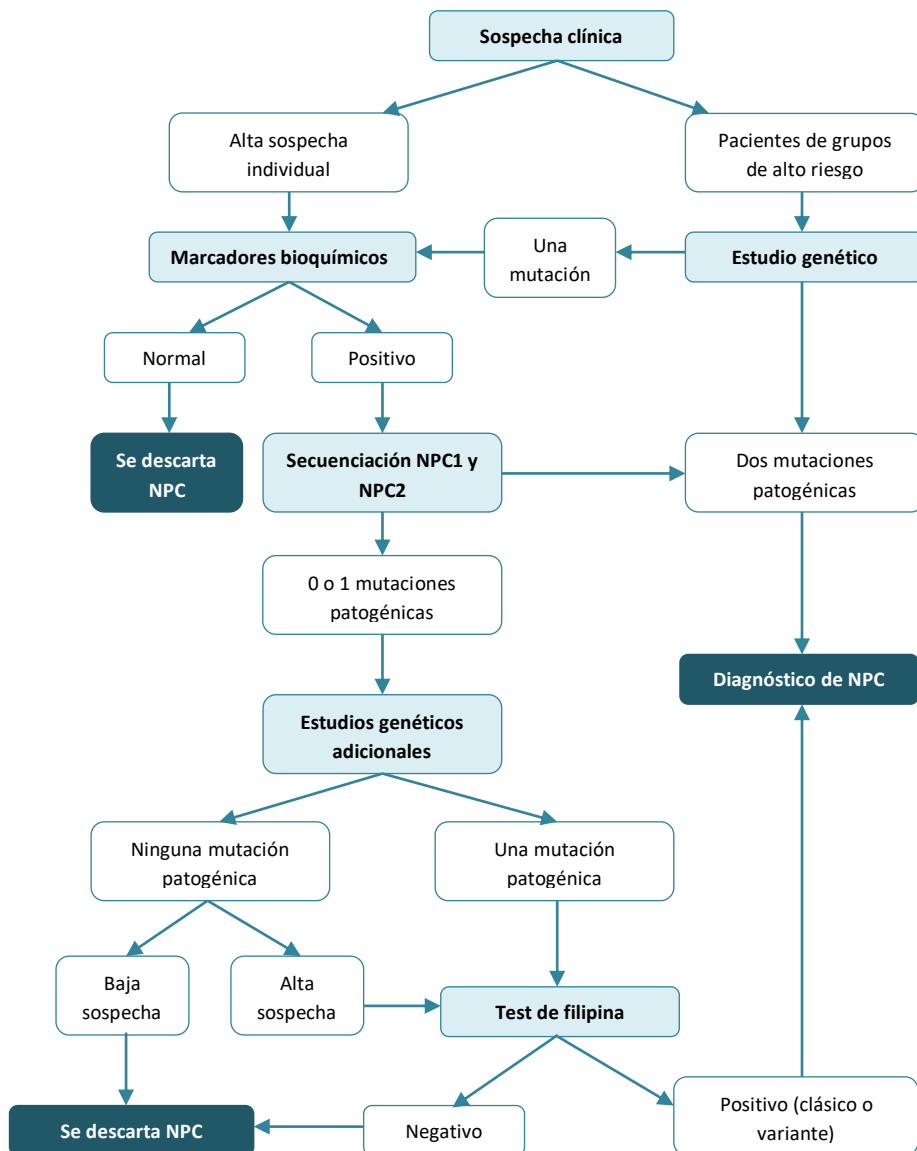 Sospecha clínica
Alta sospecha
individual
Pacientes de grupos
de alto riesgo
Marcadores bioquímicos
Una
mutación
Estudio genético
Normal
Positivo
Se descarta
NPC
Secuenciación NPC1 y
NPC2
Dos mutaciones
patogénicas
0 o 1 mutaciones
patogénicas
Diagnóstico de NPC
Estudios genéticos
adicionales
Ninguna mutación
patogénica
Una mutación
patogénica
Baja
sospecha
Alta
sospecha
Test de filipina
Se descarta NPC
Negativo
Positivo (clásico o
variante)